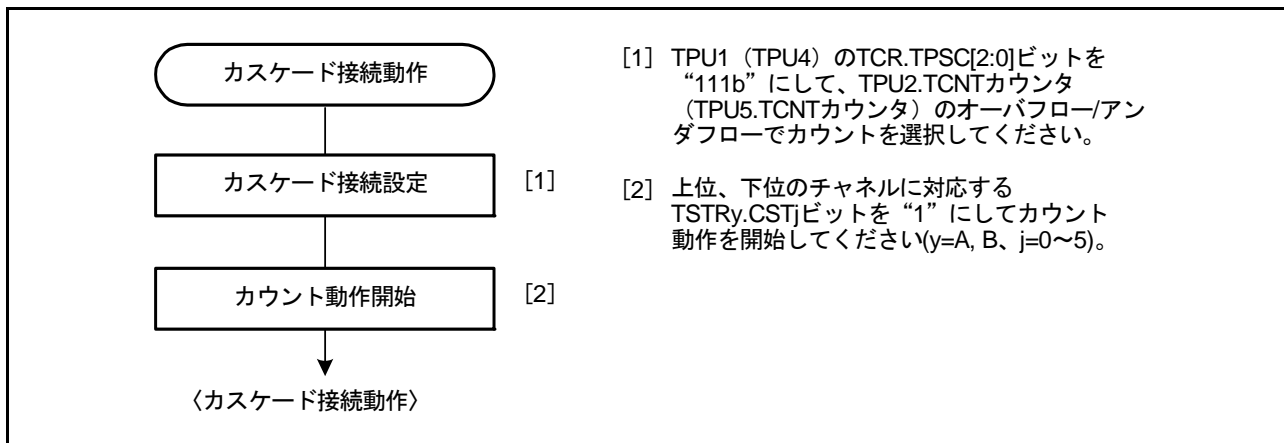 カスケード接続動作
カスケード接続設定
[1]
カウント動作開始
[2]
〈カスケード接続動作〉
[1] TPU1（TPU4）のTCR.TPSC[2:0]ビットを
“111b”にして、TPU2.TCNTカウンタ
（TPU5.TCNTカウンタ）のオーバフロー/アン
ダフローでカウントを選択してください。
[2] 上位、下位のチャネルに対応する
TSTRy.CSTjビットを“1”にしてカウント
動作を開始してください(y=A, B、j=0～5)。